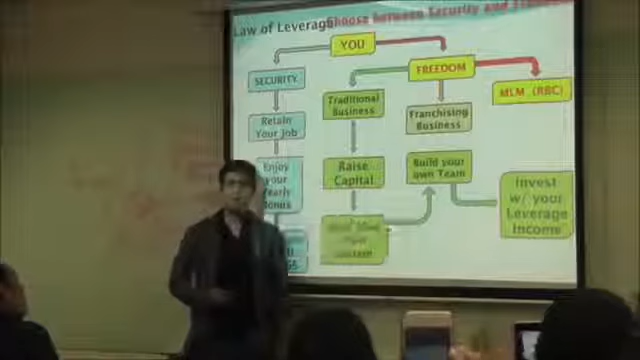 Law of Leverage
Choose between Security and
YOU
SECURITY
FREEDOM
MLM (RBC)
Traditional
Business
Franchising
Business
Retain
Your Job
Enjoy
your
Yearly
Bonus
Raise
Capital
Build your
own Team
Invest
w/ your
Leverage
Income